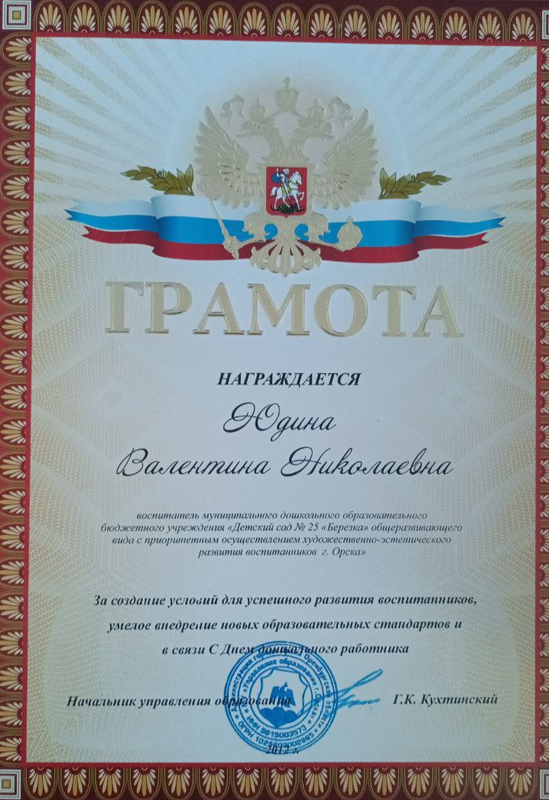 ГРАМОТА
НАГРАЖДАЕТСЯ
Юдина
Валентина Николаевна
воспитатель муниципального дошкольного образовательного
бюджетного учреждения «Детский сад № 25 «Березка» общеразвивающего
вида с приоритетным осуществлением художественно-эстетического
развития воспитанников г. Орска»
За создание условий для успешного развития воспитанников,
умелое внедрение новых образовательных стандартов и
в связи С Днем дошкольного работника
Начальник управления образования Г.К. Кухтинский
2012 г.